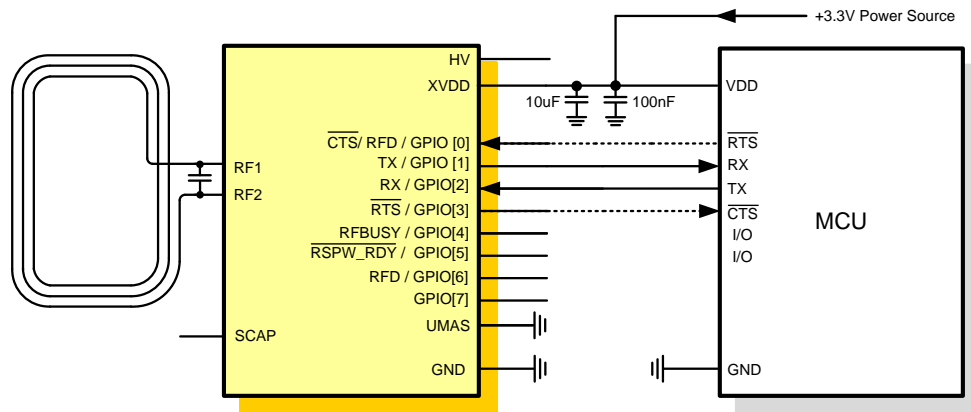 +3.3V Power Source
HV
XVDD
10uF
100nF
VDD
CTS/ RFD / GPIO [0]
RTS
TX / GPIO [1]
RX
RF1
RX / GPIO[2]
TX
RF2
RTS / GPIO[3]
CTS
MCU
RFBUSY / GPIO[4]
I/O
RSPW_RDY / GPIO[5]
I/O
RFD / GPIO[6]
GPIO[7]
UMAS
SCAP
GND
GND